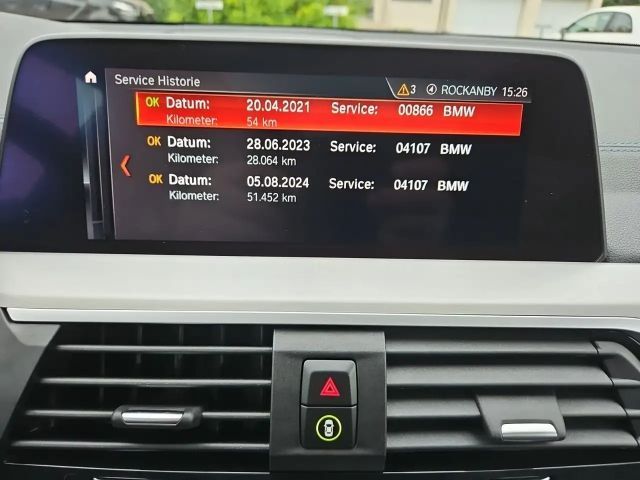 Service Historie
3 ROCKANBY 15:26
OK Datum: 20.04.2021 Service: 00866 BMW
Kilometer: 54 km
OK Datum: 28.06.2023 Service: 04107 BMW
Kilometer: 28.064 km
OK Datum: 05.08.2024 Service: 04107 BMW
Kilometer: 51.452 km